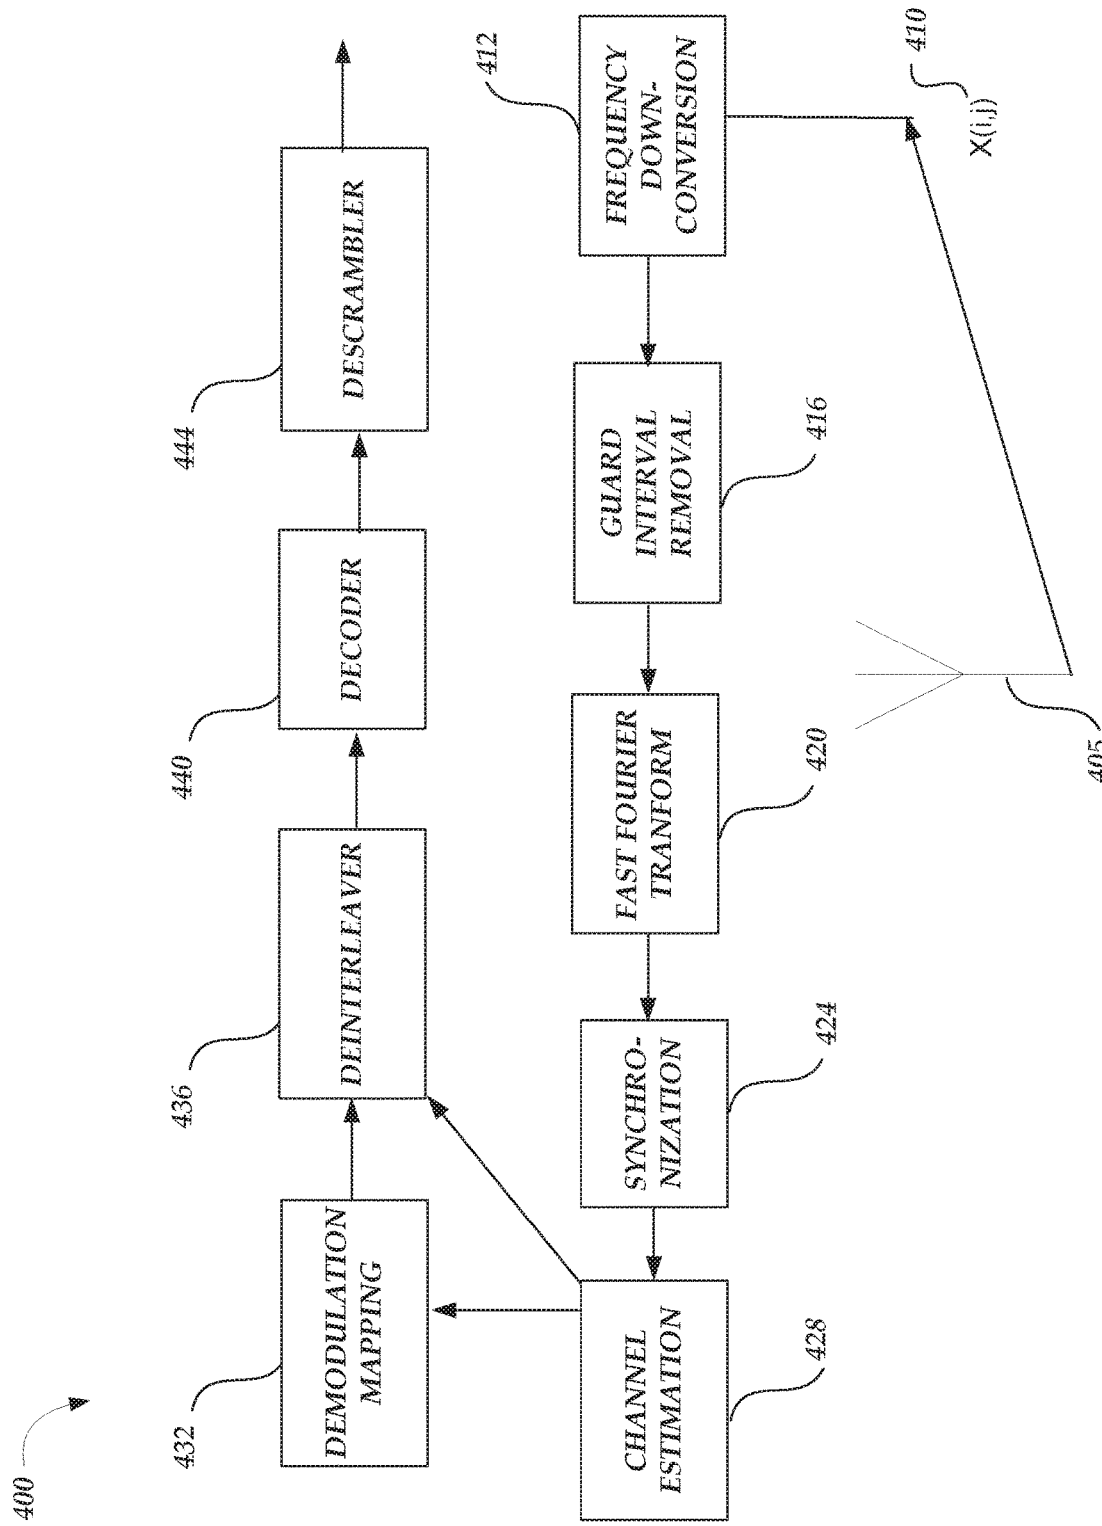 400
432
436
440
444
DEMODULATION
MAPPING
DEINTERLEAVER
DECODER
DESCRAMBLER
412
CHANNEL
ESTIMATION
SYNCHRO-
NIZATION
FAST FOURIER
TRANFORM
GUARD
INTERVAL
REMOVAL
FREQUENCY
DOWN-
CONVERSION
428
424
420
416
410
X(i,j)
405